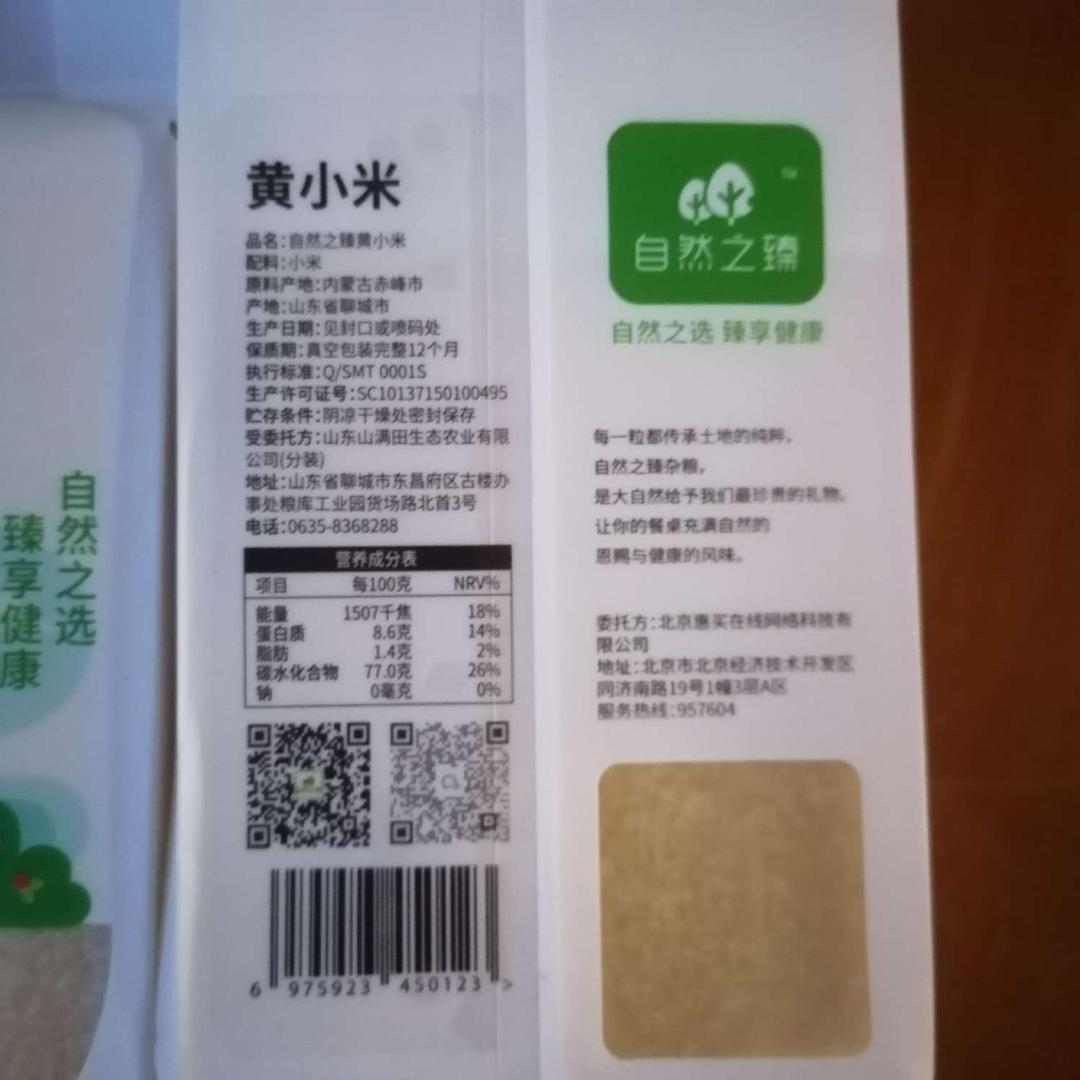 自然之选
臻享健康
黄小米
品名:自然之臻黄小米
配料:小米
原料产地:内蒙古赤峰市
产地:山东省聊城市
生产日期:见封口或喷码处
保质期:真空包装完整12个月
执行标准:Q/SMT 0001S
生产许可证号:SC10137150100495
贮存条件:阴凉干燥处密封保存
受委托方:山东山满田生态农业有限
公司(分装)
地址:山东省聊城市东昌府区古楼办
事处粮库工业园货场路北首3号
电话:0635-8368288
营养成分表
项目 每100克 NRV%
能量 1507千焦 18%
蛋白质 8.6克 14%
脂肪 1.4克 2%
碳水化合物 77.0克 26%
钠 0毫克 0%
6 975923 450123 >
TM
自然之臻
自然之选 臻享健康
每一粒都传承土地的纯粹,
自然之臻杂粮,
是大自然给予我们最珍贵的礼物。
让你的餐桌充满自然的
恩赐与健康的风味。
委托方:北京惠买在线网络科技有
限公司
地址:北京市北京经济技术开发区
同济南路19号1幢3层A区
服务热线:957604